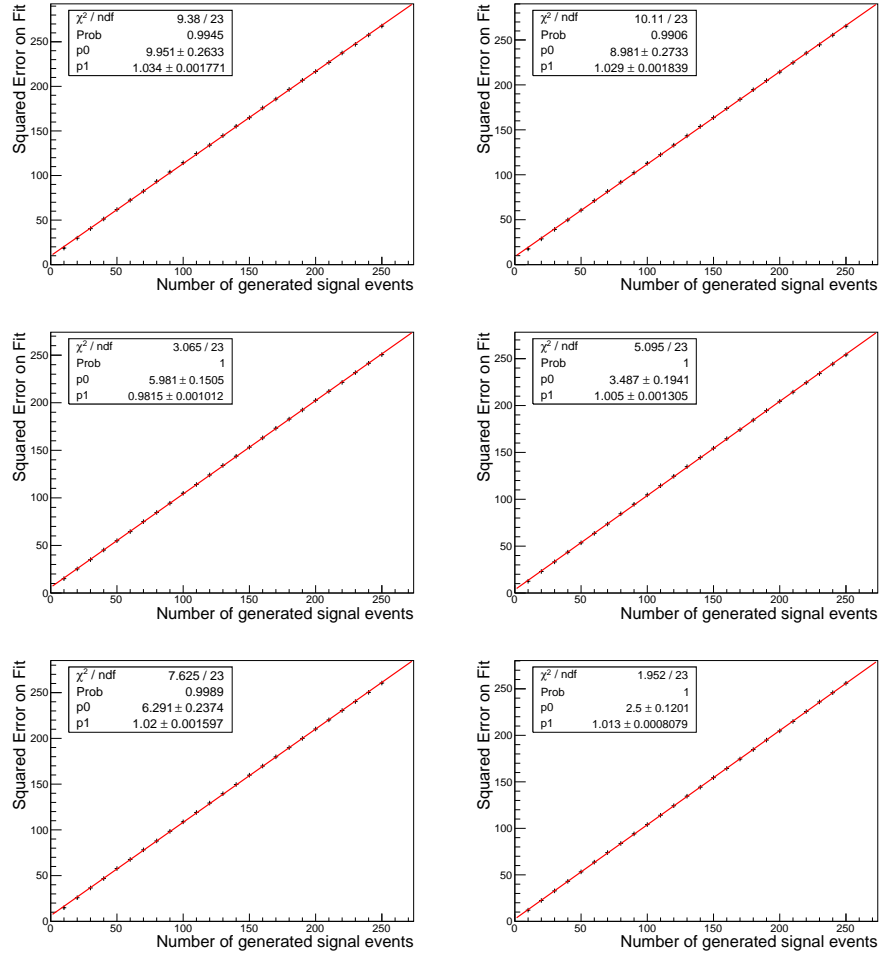 χ² / ndf 9.38 / 23
Prob 0.9945
p0 9.951 ± 0.2633
p1 1.034 ± 0.001771
Squared Error on Fit
250
200
150
100
50
0
0 50 100 150 200 250
Number of generated signal events
χ² / ndf 10.11 / 23
Prob 0.9906
p0 8.981 ± 0.2733
p1 1.029 ± 0.001839
Squared Error on Fit
250
200
150
100
50
0
0 50 100 150 200 250
Number of generated signal events
χ² / ndf 3.065 / 23
Prob 1
p0 5.981 ± 0.1505
p1 0.9815 ± 0.001012
Squared Error on Fit
250
200
150
100
50
0
0 50 100 150 200 250
Number of generated signal events
χ² / ndf 5.095 / 23
Prob 1
p0 3.487 ± 0.1941
p1 1.005 ± 0.001305
Squared Error on Fit
250
200
150
100
50
0
0 50 100 150 200 250
Number of generated signal events
χ² / ndf 7.625 / 23
Prob 0.9989
p0 6.291 ± 0.2374
p1 1.02 ± 0.001597
Squared Error on Fit
250
200
150
100
50
0
0 50 100 150 200 250
Number of generated signal events
χ² / ndf 1.952 / 23
Prob 1
p0 2.5 ± 0.1201
p1 1.013 ± 0.0008079
Squared Error on Fit
250
200
150
100
50
0
0 50 100 150 200 250
Number of generated signal events